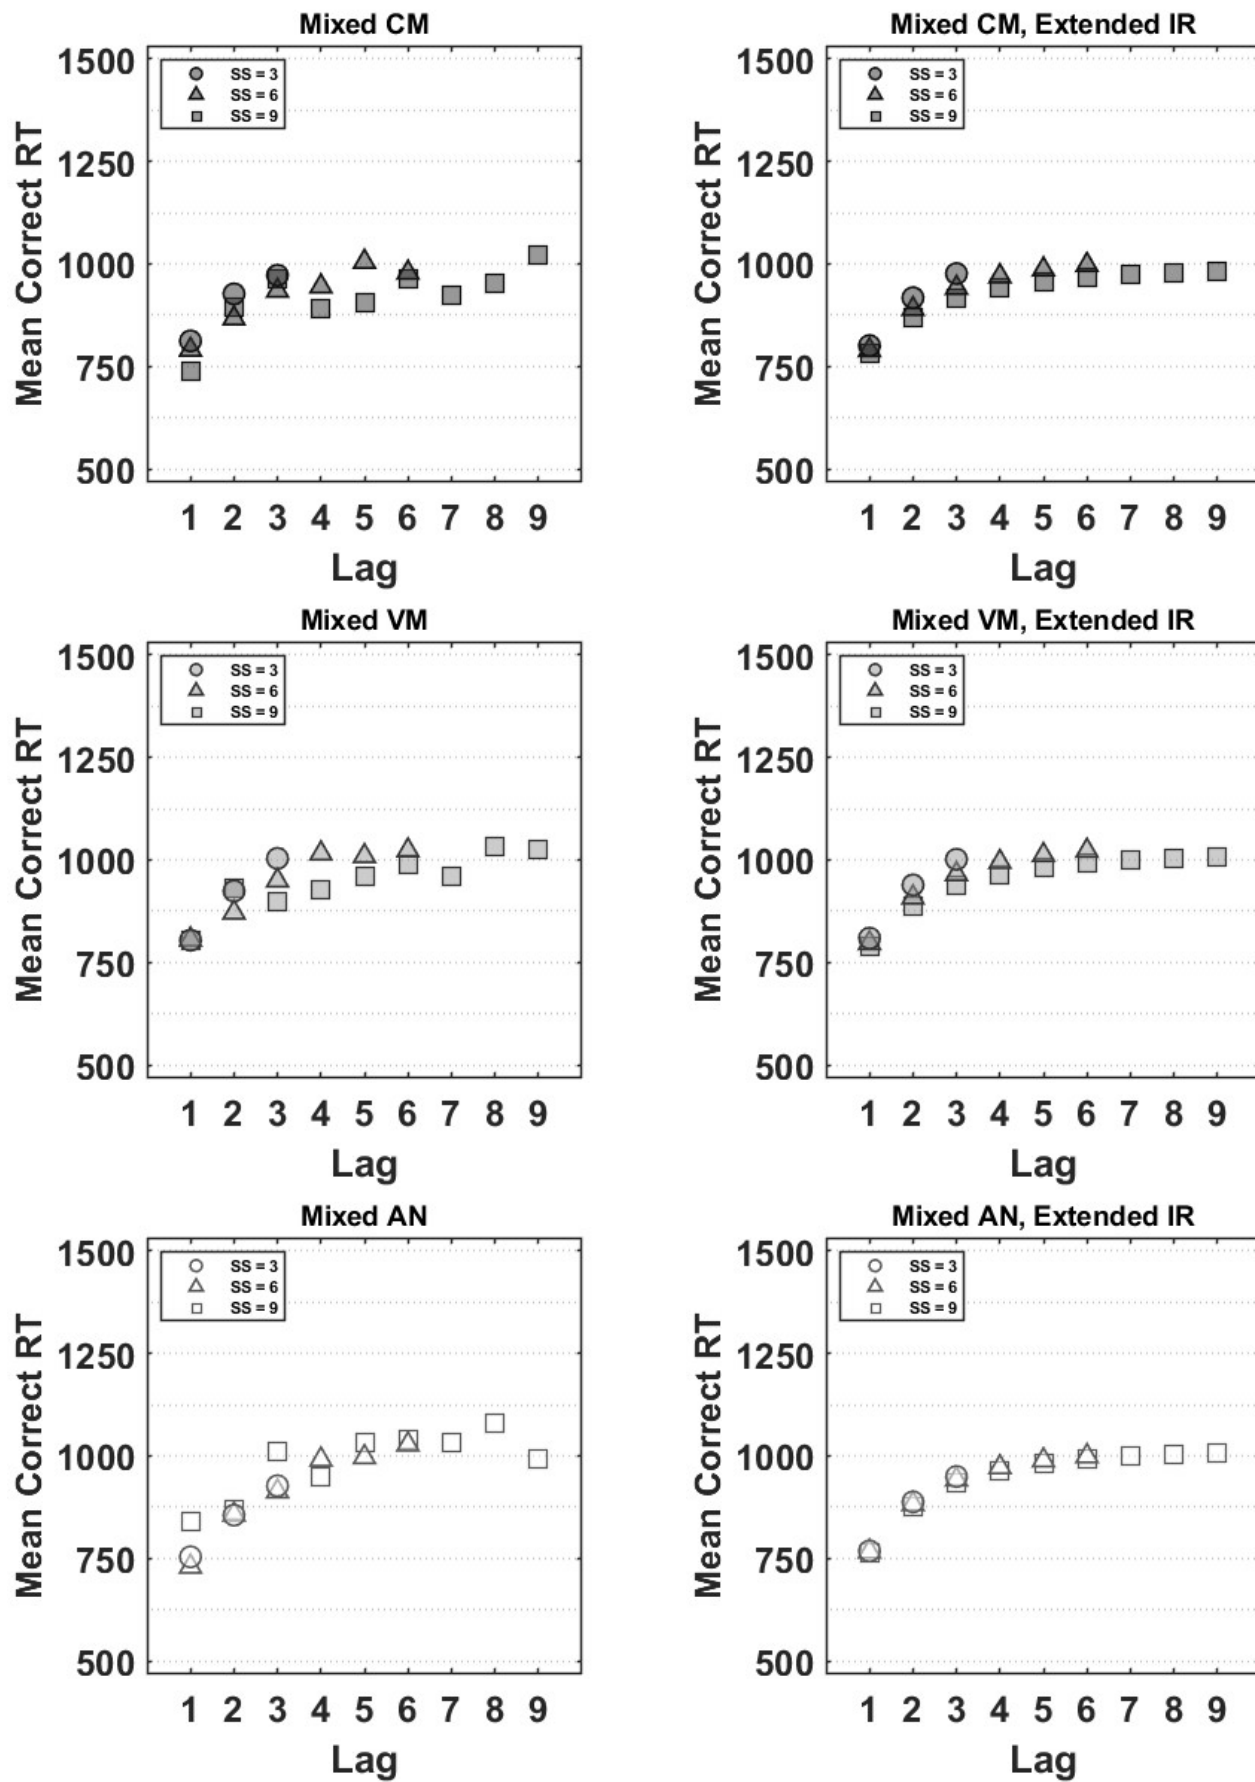 Mixed CM
1500
1250
1000
750
500
Mean Correct RT
SS = 3
SS = 6
SS = 9
1 2 3 4 5 6 7 8 9
Lag
Mixed CM, Extended IR
1500
1250
1000
750
500
Mean Correct RT
SS = 3
SS = 6
SS = 9
1 2 3 4 5 6 7 8 9
Lag
Mixed VM
1500
1250
1000
750
500
Mean Correct RT
SS = 3
SS = 6
SS = 9
1 2 3 4 5 6 7 8 9
Lag
Mixed VM, Extended IR
1500
1250
1000
750
500
Mean Correct RT
SS = 3
SS = 6
SS = 9
1 2 3 4 5 6 7 8 9
Lag
Mixed AN
1500
1250
1000
750
500
Mean Correct RT
SS = 3
SS = 6
SS = 9
1 2 3 4 5 6 7 8 9
Lag
Mixed AN, Extended IR
1500
1250
1000
750
500
Mean Correct RT
SS = 3
SS = 6
SS = 9
1 2 3 4 5 6 7 8 9
Lag